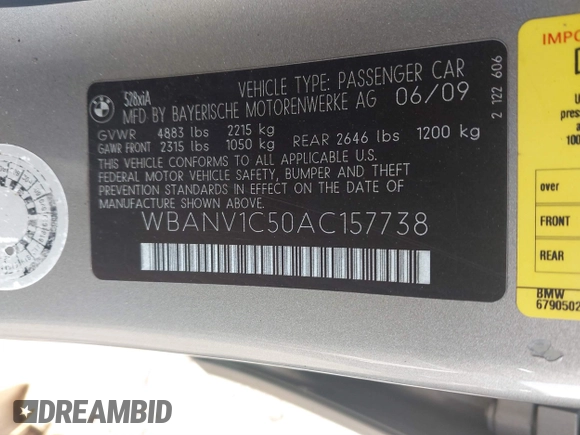 BMW
528xiA
VEHICLE TYPE: PASSENGER CAR
MFD BY BAYERISCHE MOTORENWERKE AG 06/09
GVWR 4883 lbs 2215 kg
GAWR FRONT 2315 lbs 1050 kg REAR 2646 lbs 1200 kg
THIS VEHICLE CONFORMS TO ALL APPLICABLE U.S.
FEDERAL MOTOR VEHICLE SAFETY, BUMPER AND THEFT
PREVENTION STANDARDS IN EFFECT ON THE DATE OF
MANUFACTURE SHOWN ABOVE.
WBANV1C50AC157738
2 122 606
over
FRONT
REAR
BMW
6790502
DREAMBID